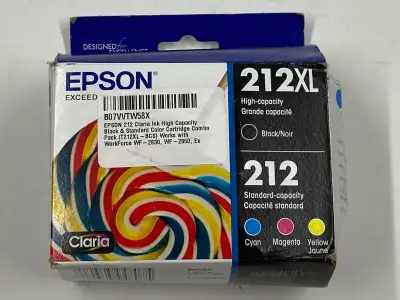 DESIGNED for
EXCELLENCE
EPSON®
EXCEED
B07VVTW58X
EPSON 212 Claria Ink High Capacity
Black & Standard Color Cartridge Combo
Pack (T212XL-BCS) Works with
WorkForce WF-2830, WF-2850, Ex
212XL
High-capacity
Grande capacité
Black/Noir
212
Standard-capacity
Capacité standard
Cyan
Magenta
Yellow
Jaune
Claria